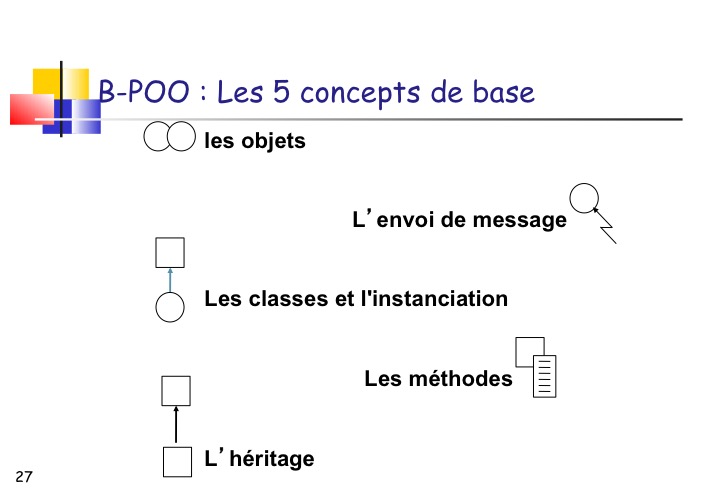 B-POO : Les 5 concepts de base
les objets
L’envoi de message
Les classes et l'instanciation
Les méthodes
L’héritage
27